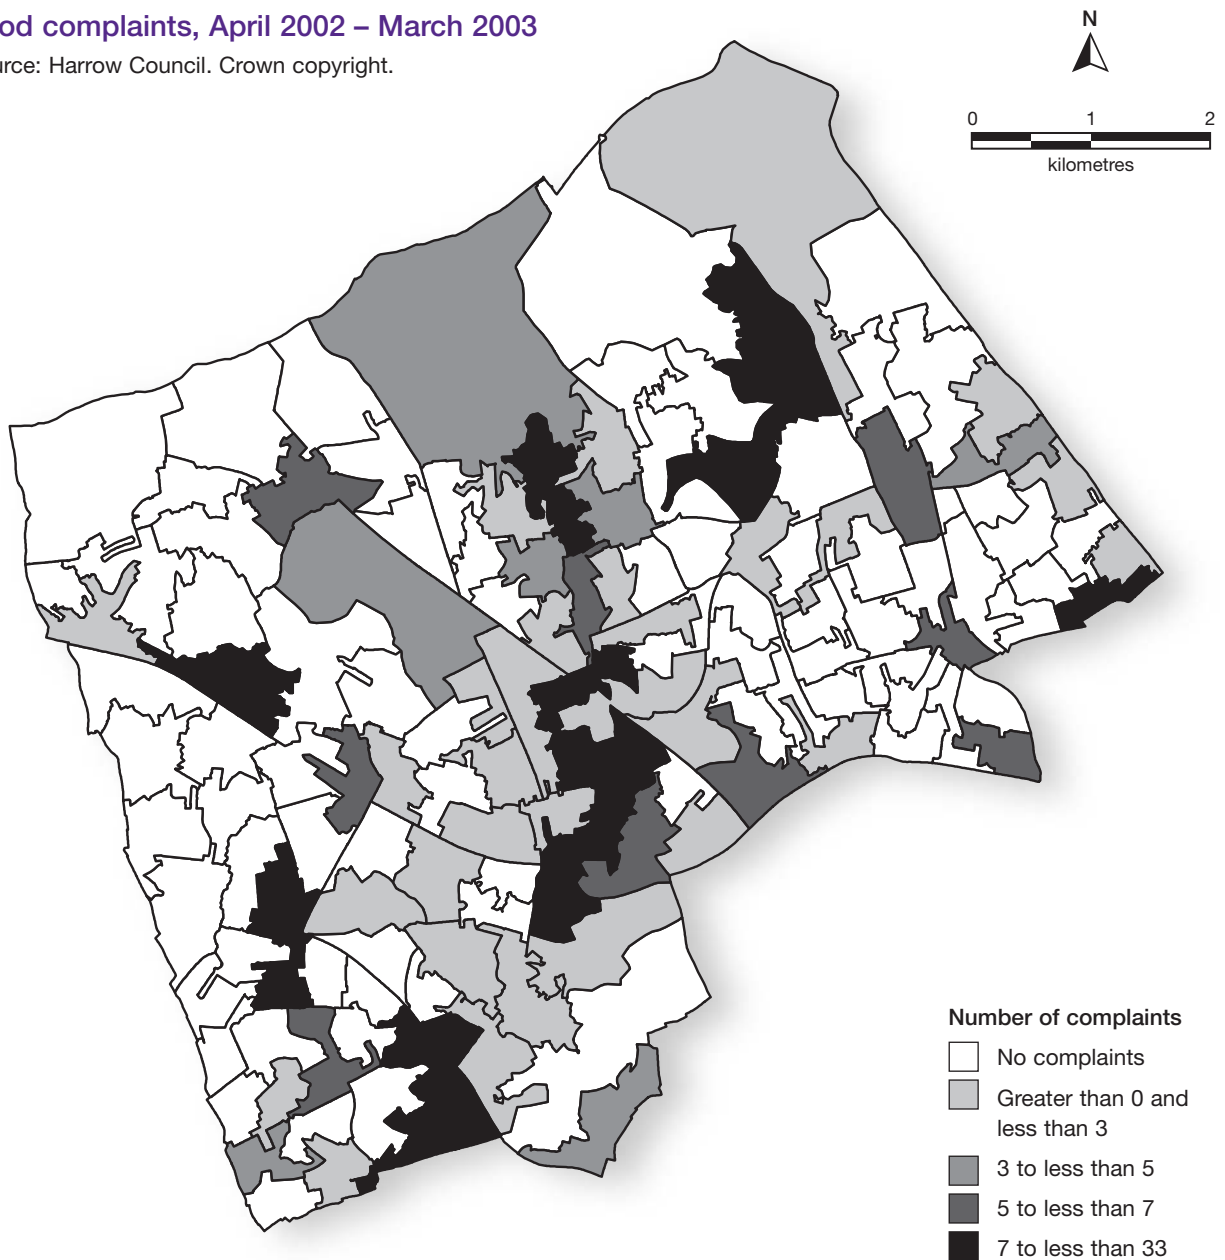 od complaints, April 2002 – March 2003
urce: Harrow Council. Crown copyright.
N
0 1 2
kilometres
Number of complaints
No complaints
Greater than 0 and
less than 3
3 to less than 5
5 to less than 7
7 to less than 33